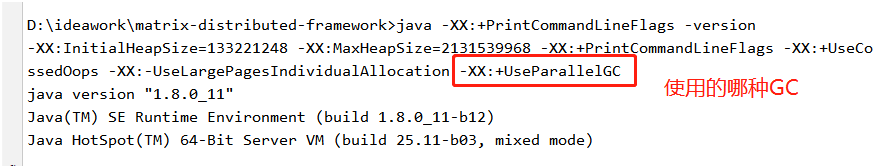 D:\ideawork\matrix-distributed-framework>java -XX:+PrintCommandLineFlags -version
-XX:InitialHeapSize=133221248 -XX:MaxHeapSize=2131539968 -XX:+PrintCommandLineFlags -XX:+UseCo
ssedOops -XX:-UseLargePagesIndividualAllocation -XX:+UseParallelGC
使用的哪种GC
java version "1.8.0_11"
Java(TM) SE Runtime Environment (build 1.8.0_11-b12)
Java HotSpot(TM) 64-Bit Server VM (build 25.11-b03, mixed mode)